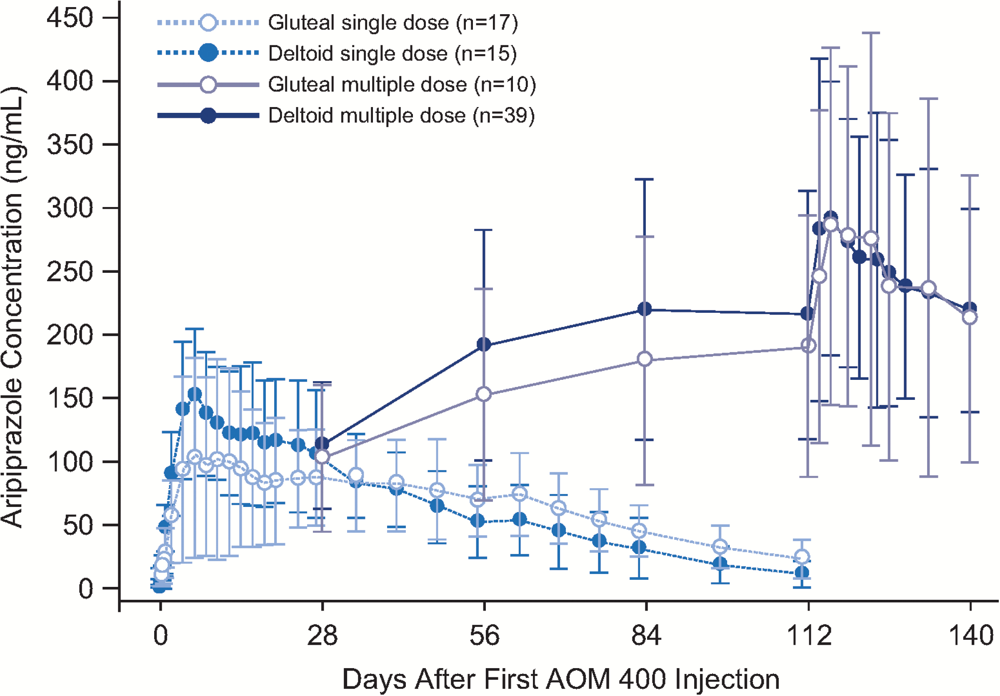 Aripiprazole Concentration (ng/mL)
450
400
350
300
250
200
150
100
50
0
Gluteal single dose (n=17)
Deltoid single dose (n=15)
Gluteal multiple dose (n=10)
Deltoid multiple dose (n=39)
0 28 56 84 112 140
Days After First AOM 400 Injection